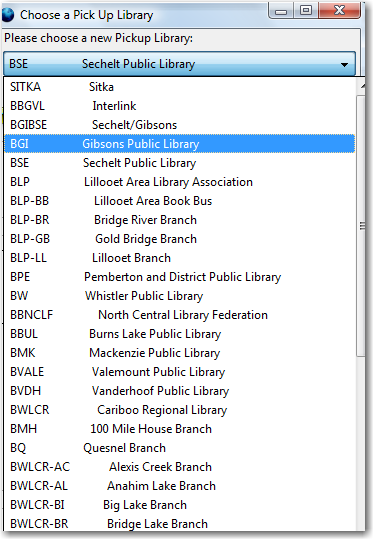 Choose a Pick Up Library
Please choose a new Pickup Library:
BSE Sechelt Public Library
SITKA Sitka
BBGVL Interlink
BGIBSE Sechelt/Gibsons
BGI Gibsons Public Library
BSE Sechelt Public Library
BLP Lillooet Area Library Association
BLP-BB Lillooet Area Book Bus
BLP-BR Bridge River Branch
BLP-GB Gold Bridge Branch
BLP-LL Lillooet Branch
BPE Pemberton and District Public Library
BW Whistler Public Library
BBNCLF North Central Library Federation
BBUL Burns Lake Public Library
BMK Mackenzie Public Library
BVALE Valemount Public Library
BVDH Vanderhoof Public Library
BWLCR Cariboo Regional Library
BMH 100 Mile House Branch
BQ Quesnel Branch
BWLCR-AC Alexis Creek Branch
BWLCR-AL Anahim Lake Branch
BWLCR-BI Big Lake Branch
BWLCR-BR Bridge Lake Branch